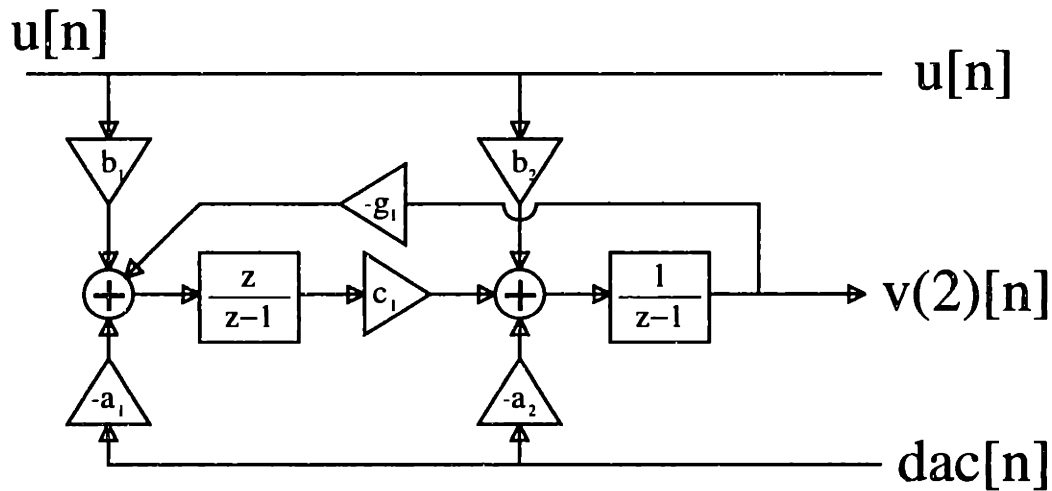 u[n]
u[n]
b₁
b₂
-g₁
z
z−1
c₁
1
z−1
v(2)[n]
-a₁
-a₂
dac[n]